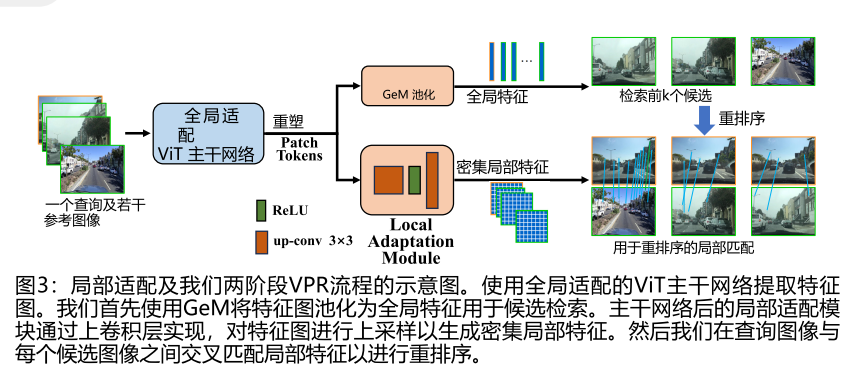 全局适
配
ViT 主干网络
重塑
Patch
Tokens
GeM 池化
全局特征
...
检索前k个候选
重排序
一个查询及若干
参考图像
ReLU
up-conv 3×3
Local
Adaptation
Module
密集局部特征
用于重排序的局部匹配
图3：局部适配及我们两阶段VPR流程的示意图。使用全局适配的ViT主干网络提取特征
图。我们首先使用GeM将特征图池化为全局特征用于候选检索。主干网络后的局部适配模
块通过上卷积层实现，对特征图进行上采样以生成密集局部特征。然后我们在查询图像与
每个候选图像之间交叉匹配局部特征以进行重排序。